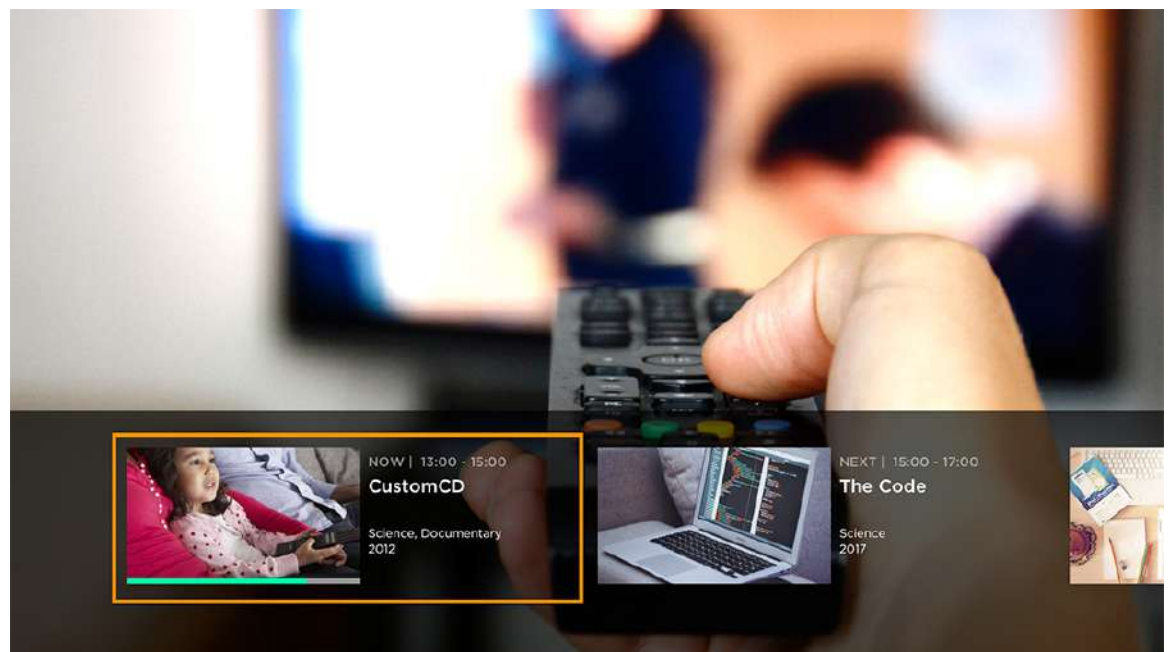 NOW | 13:00 - 15:00
CustomCD
Science, Documentary
2012
NEXT | 15:00 - 17:00
The Code
Science
2017